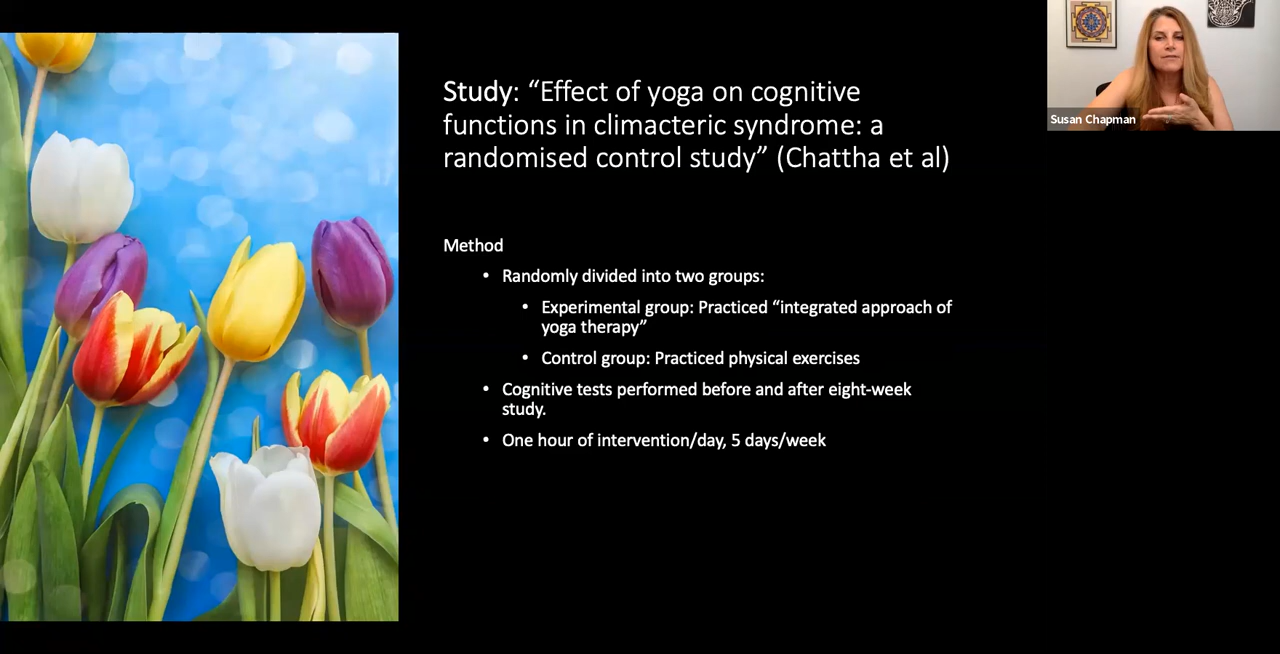 Study: “Effect of yoga on cognitive
functions in climacteric syndrome: a
randomised control study” (Chattha et al)
Susan Chapman
Method
• Randomly divided into two groups:
• Experimental group: Practiced “integrated approach of
yoga therapy”
• Control group: Practiced physical exercises
• Cognitive tests performed before and after eight-week
study.
• One hour of intervention/day, 5 days/week